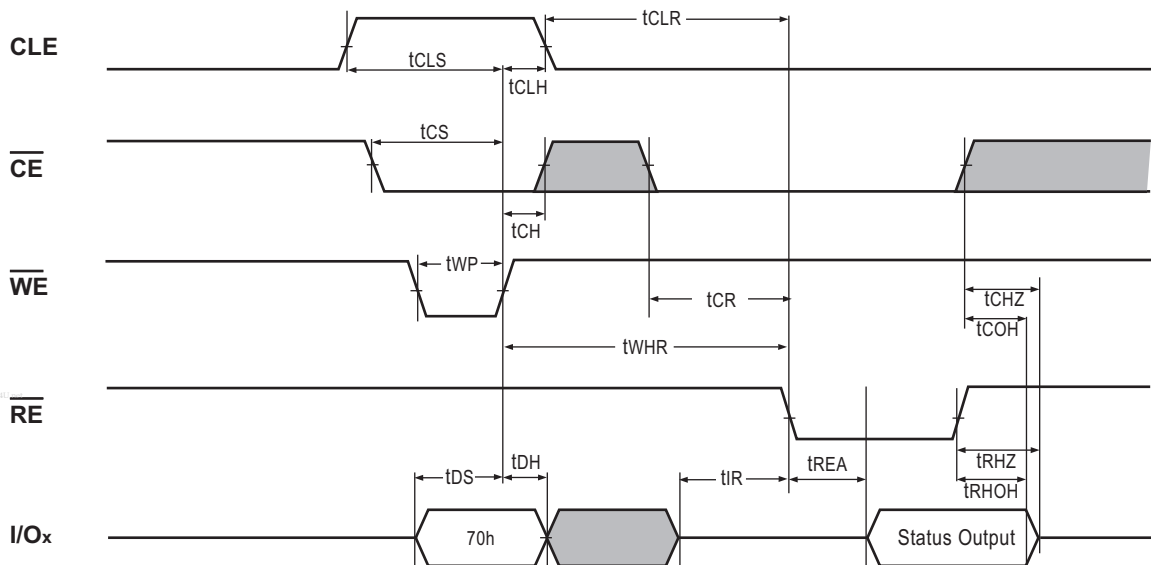 tCLR
CLE
tCLS
tCLH
tCS
CE
tCH
tWP
WE
tCR
tCHZ
tCOH
tWHR
RE
tDS
tDH
tIR
tREA
tRHZ
tRHOH
I/Ox
70h
Status Output